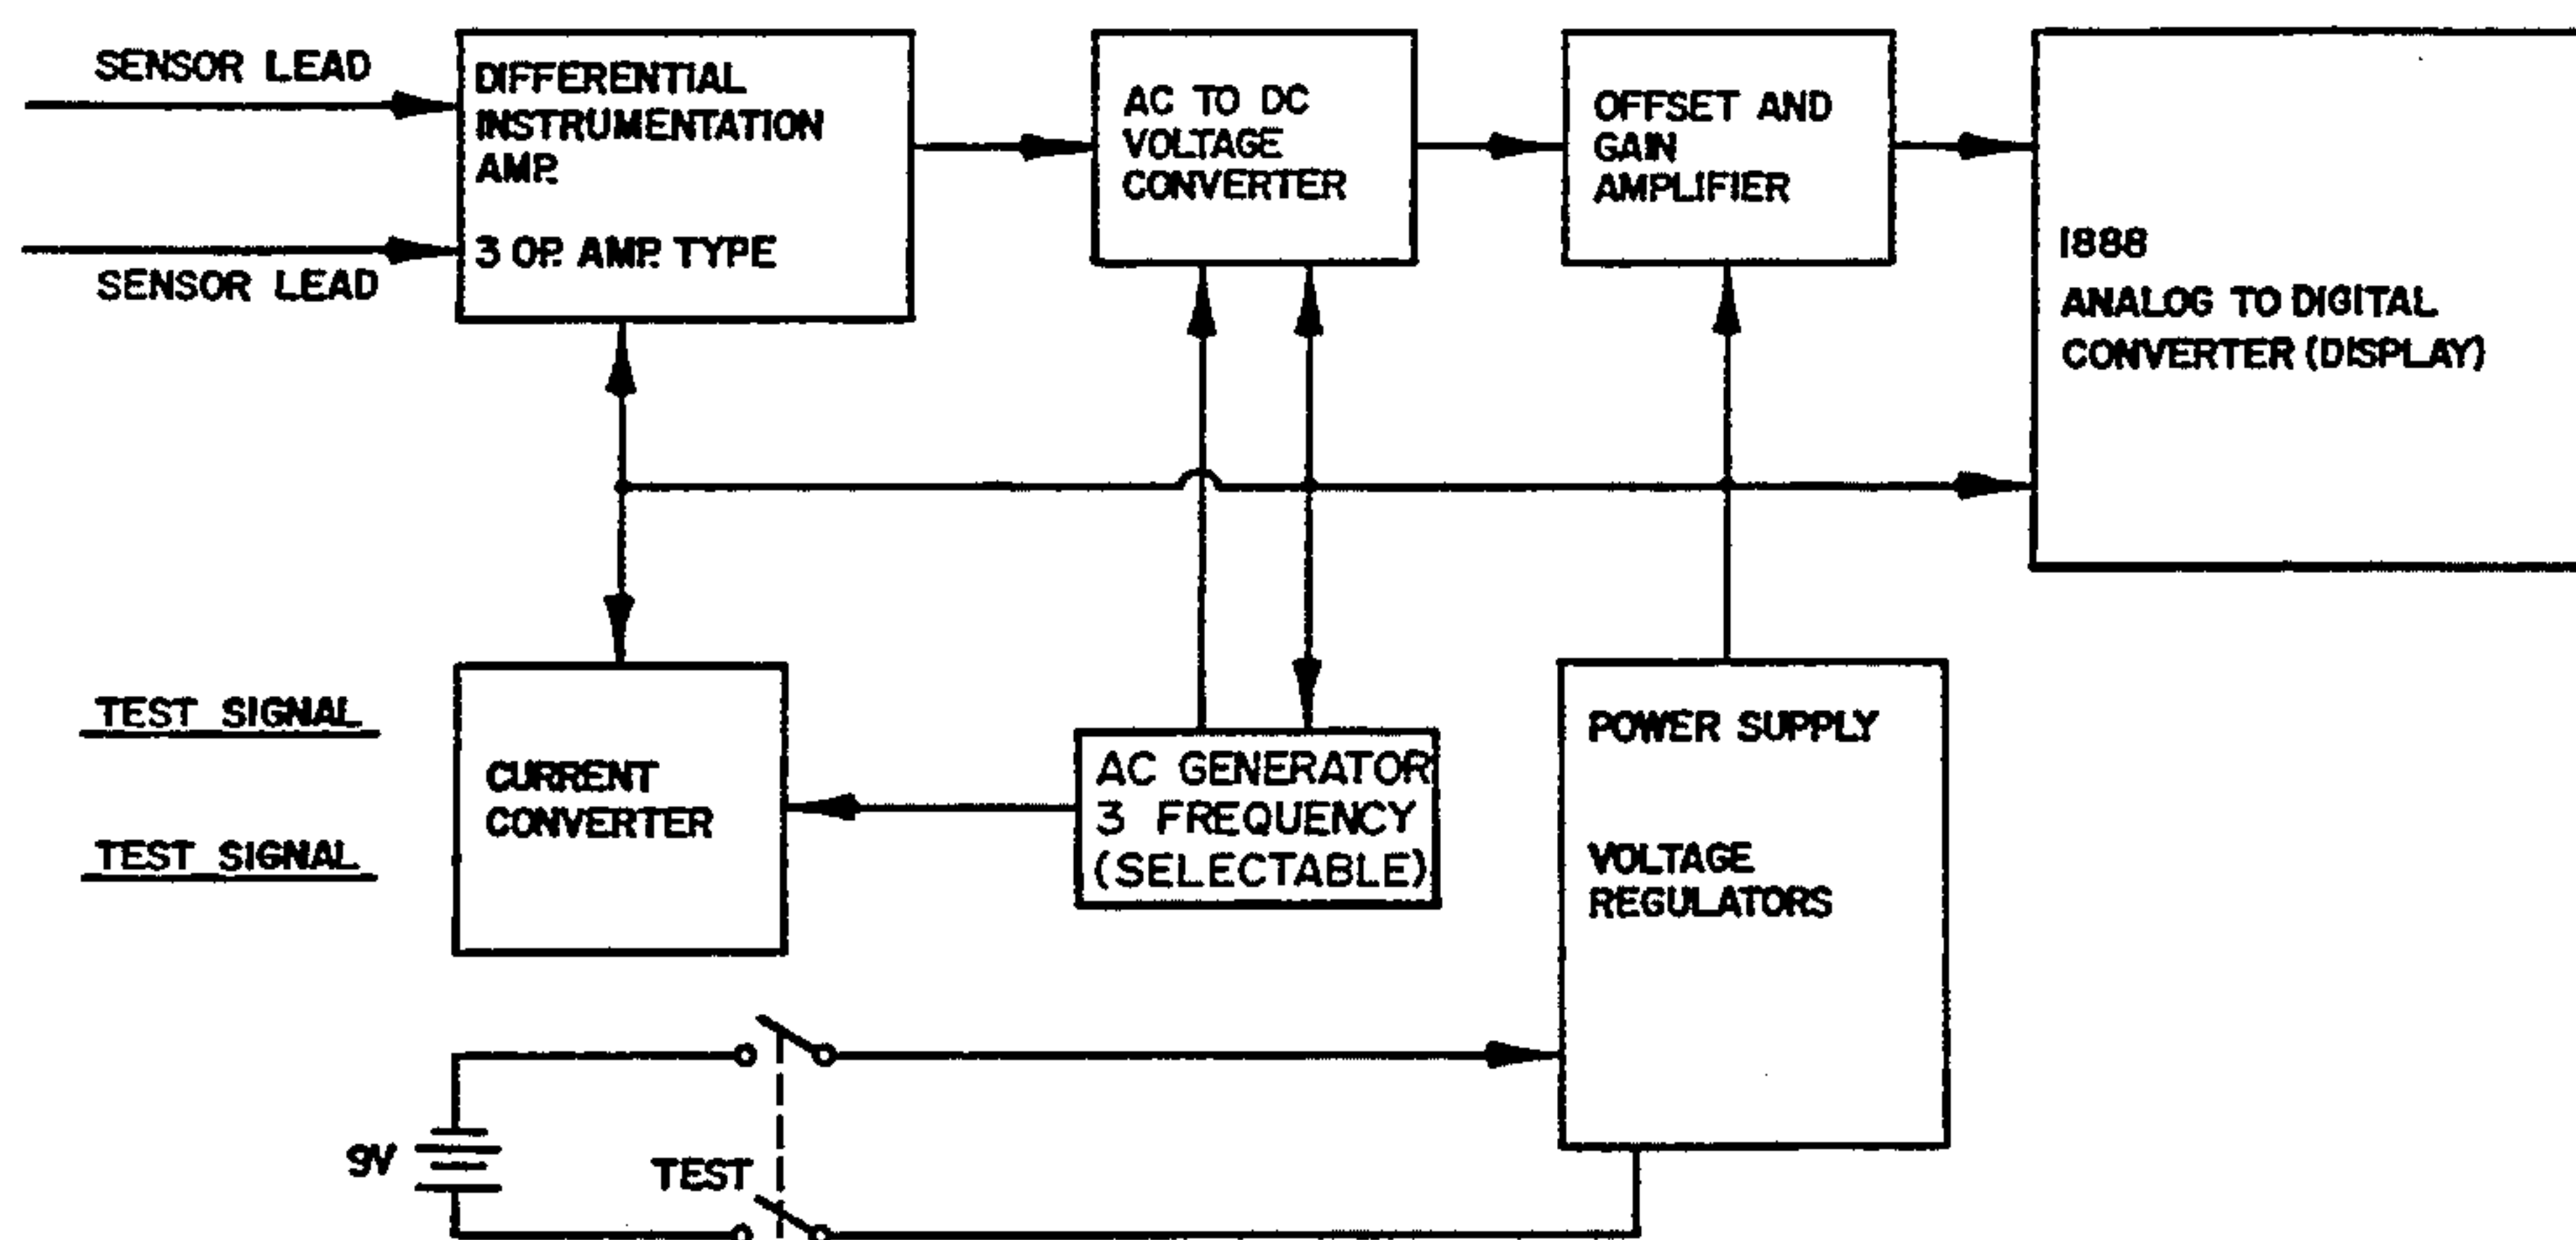 SENSOR LEAD
SENSOR LEAD
DIFFERENTIAL
INSTRUMENTATION
AMP.
3 OP. AMP. TYPE
AC TO DC
VOLTAGE
CONVERTER
OFFSET AND
GAIN
AMPLIFIER
1888
ANALOG TO DIGITAL
CONVERTER (DISPLAY)
TEST SIGNAL
TEST SIGNAL
CURRENT
CONVERTER
AC GENERATOR
3 FREQUENCY
(SELECTABLE)
POWER SUPPLY
VOLTAGE
REGULATORS
9V
TEST